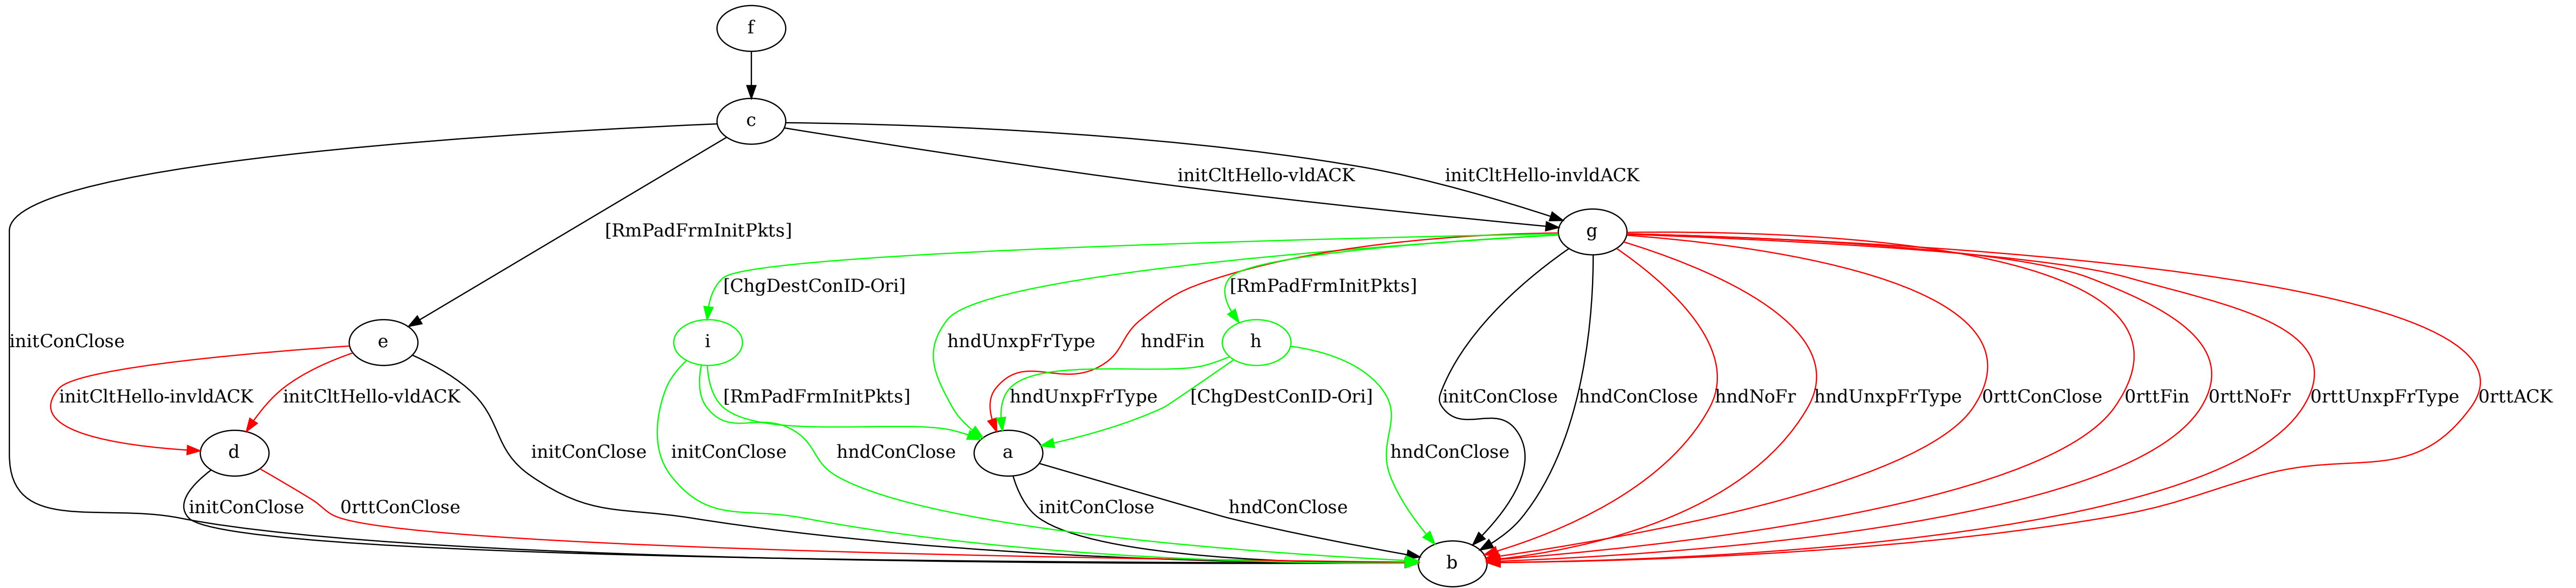 f
c
initCltHello-vldACK
initCltHello-invldACK
[RmPadFrmInitPkts]
g
[ChgDestConID-Ori]
[RmPadFrmInitPkts]
initConClose
e
i
hndUnxpFrType
hndFin
h
initCltHello-invldACK
initCltHello-vldACK
[RmPadFrmInitPkts]
hndUnxpFrType
[ChgDestConID-Ori]
initConClose
hndConClose
hndNoFr
hndUnxpFrType
0rttConClose
0rttFin
0rttNoFr
0rttUnxpFrType
0rttACK
d
initConClose
initConClose
hndConClose
a
hndConClose
initConClose
0rttConClose
initConClose
hndConClose
b